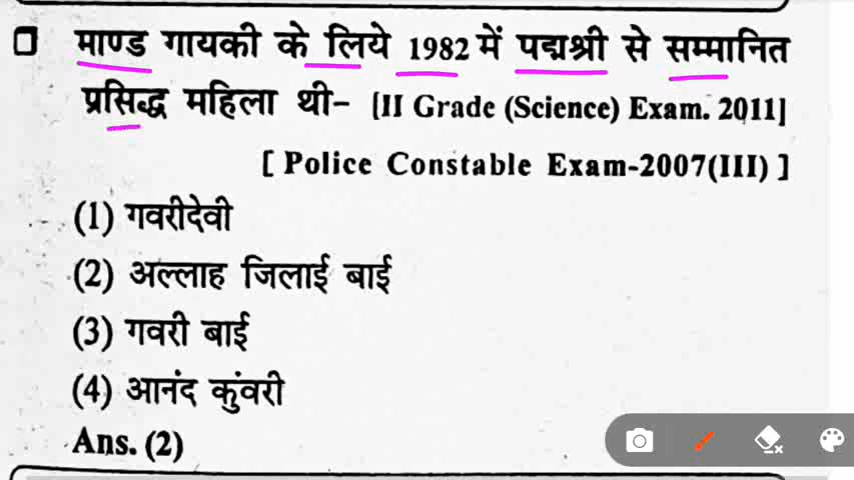 माण्ड गायकी के लिये 1982 में पद्मश्री से सम्मानित
प्रसिद्ध महिला थी- [II Grade (Science) Exam. 2011]
[ Police Constable Exam-2007(III) ]
(1) गवरीदेवी
(2) अल्लाह जिलाई बाई
(3) गवरी बाई
(4) आनंद कुंवरी
Ans. (2)